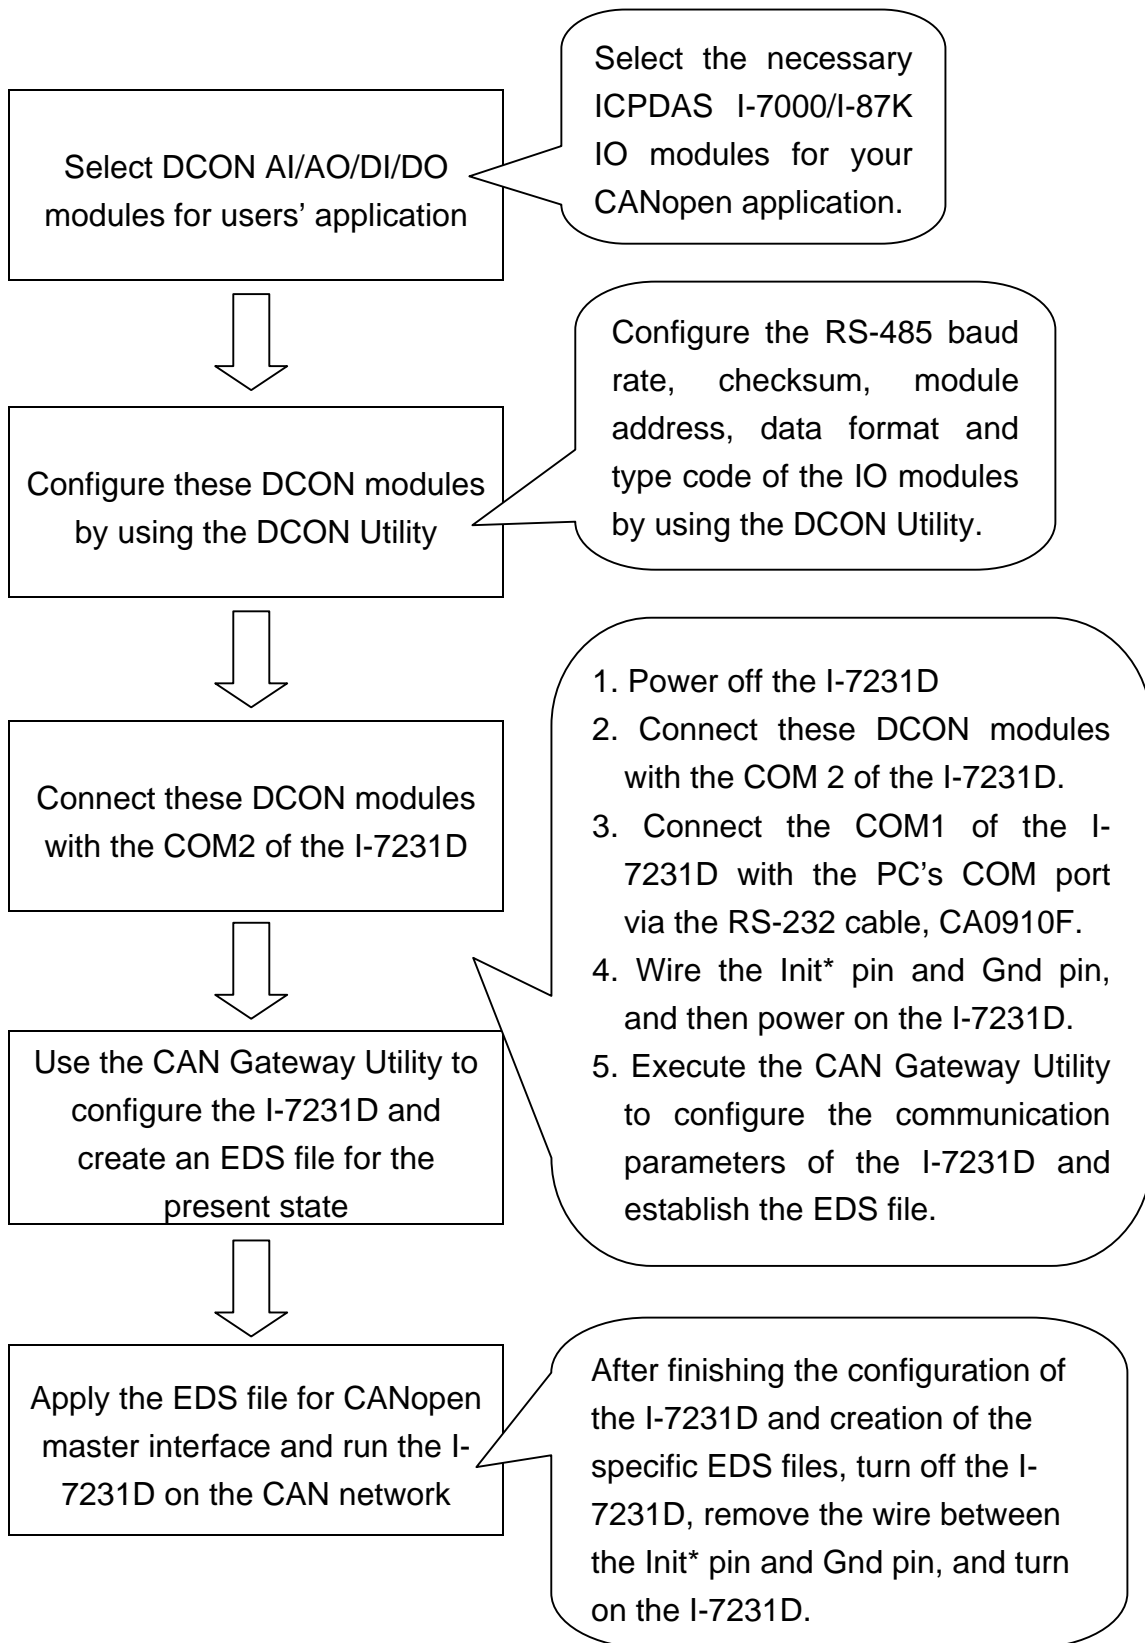 Select the necessary
ICPDAS I-7000/I-87K
IO modules for your
CANopen application.
Select DCON AI/AO/DI/DO
modules for users’ application
Configure the RS-485 baud
rate, checksum, module
address, data format and
type code of the IO modules
by using the DCON Utility.
Configure these DCON modules
by using the DCON Utility
1. Power off the I-7231D
2. Connect these DCON modules
with the COM 2 of the I-7231D.
3. Connect the COM1 of the I-
7231D with the PC’s COM port
via the RS-232 cable, CA0910F.
4. Wire the Init* pin and Gnd pin,
and then power on the I-7231D.
5. Execute the CAN Gateway Utility
to configure the communication
parameters of the I-7231D and
establish the EDS file.
Connect these DCON modules
with the COM2 of the I-7231D
Use the CAN Gateway Utility to
configure the I-7231D and
create an EDS file for the
present state
Apply the EDS file for CANopen
master interface and run the I-
7231D on the CAN network
After finishing the configuration of
the I-7231D and creation of the
specific EDS files, turn off the I-
7231D, remove the wire between
the Init* pin and Gnd pin, and turn
on the I-7231D.